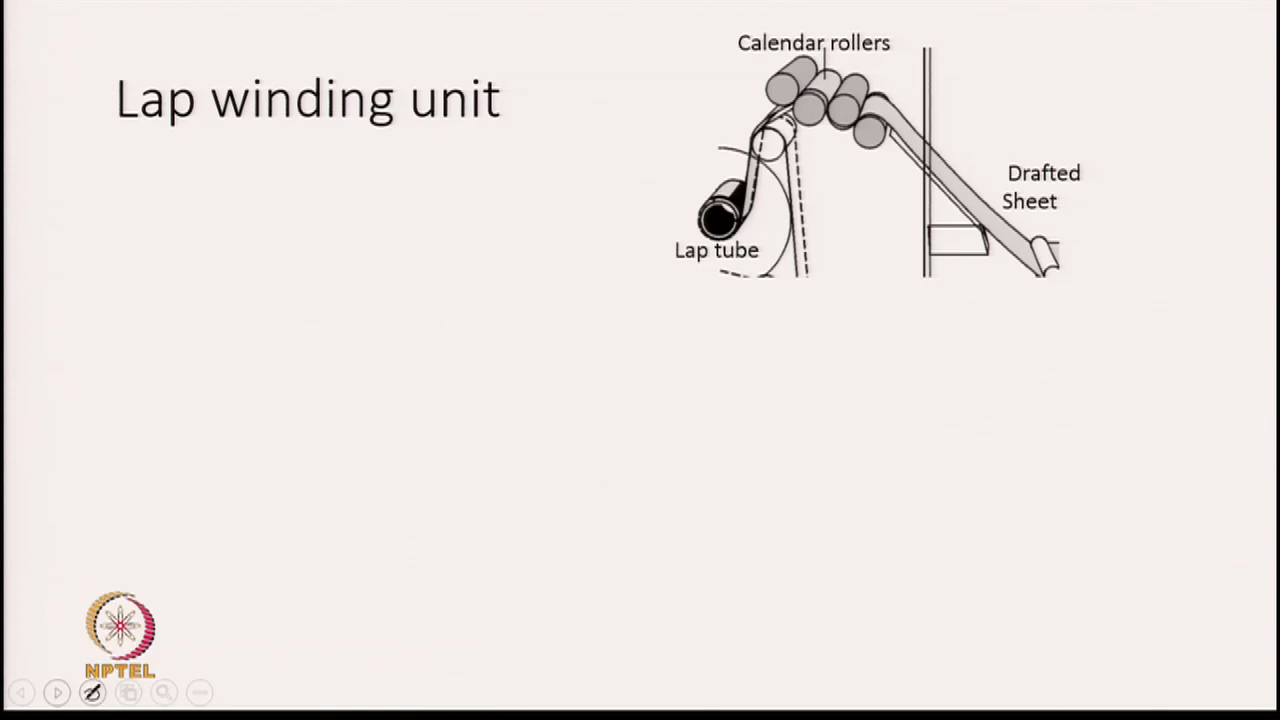 Lap winding unit
Calendar rollers
Drafted
Sheet
Lap tube
NPTEL